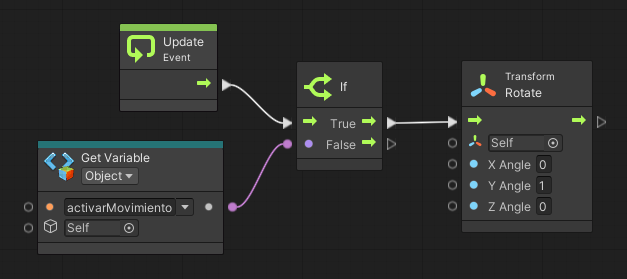 Update
Event
If
True
False
Transform
Rotate
Self
X Angle 0
Y Angle 1
Z Angle 0
Get Variable
Object
activarMovimiento
Self